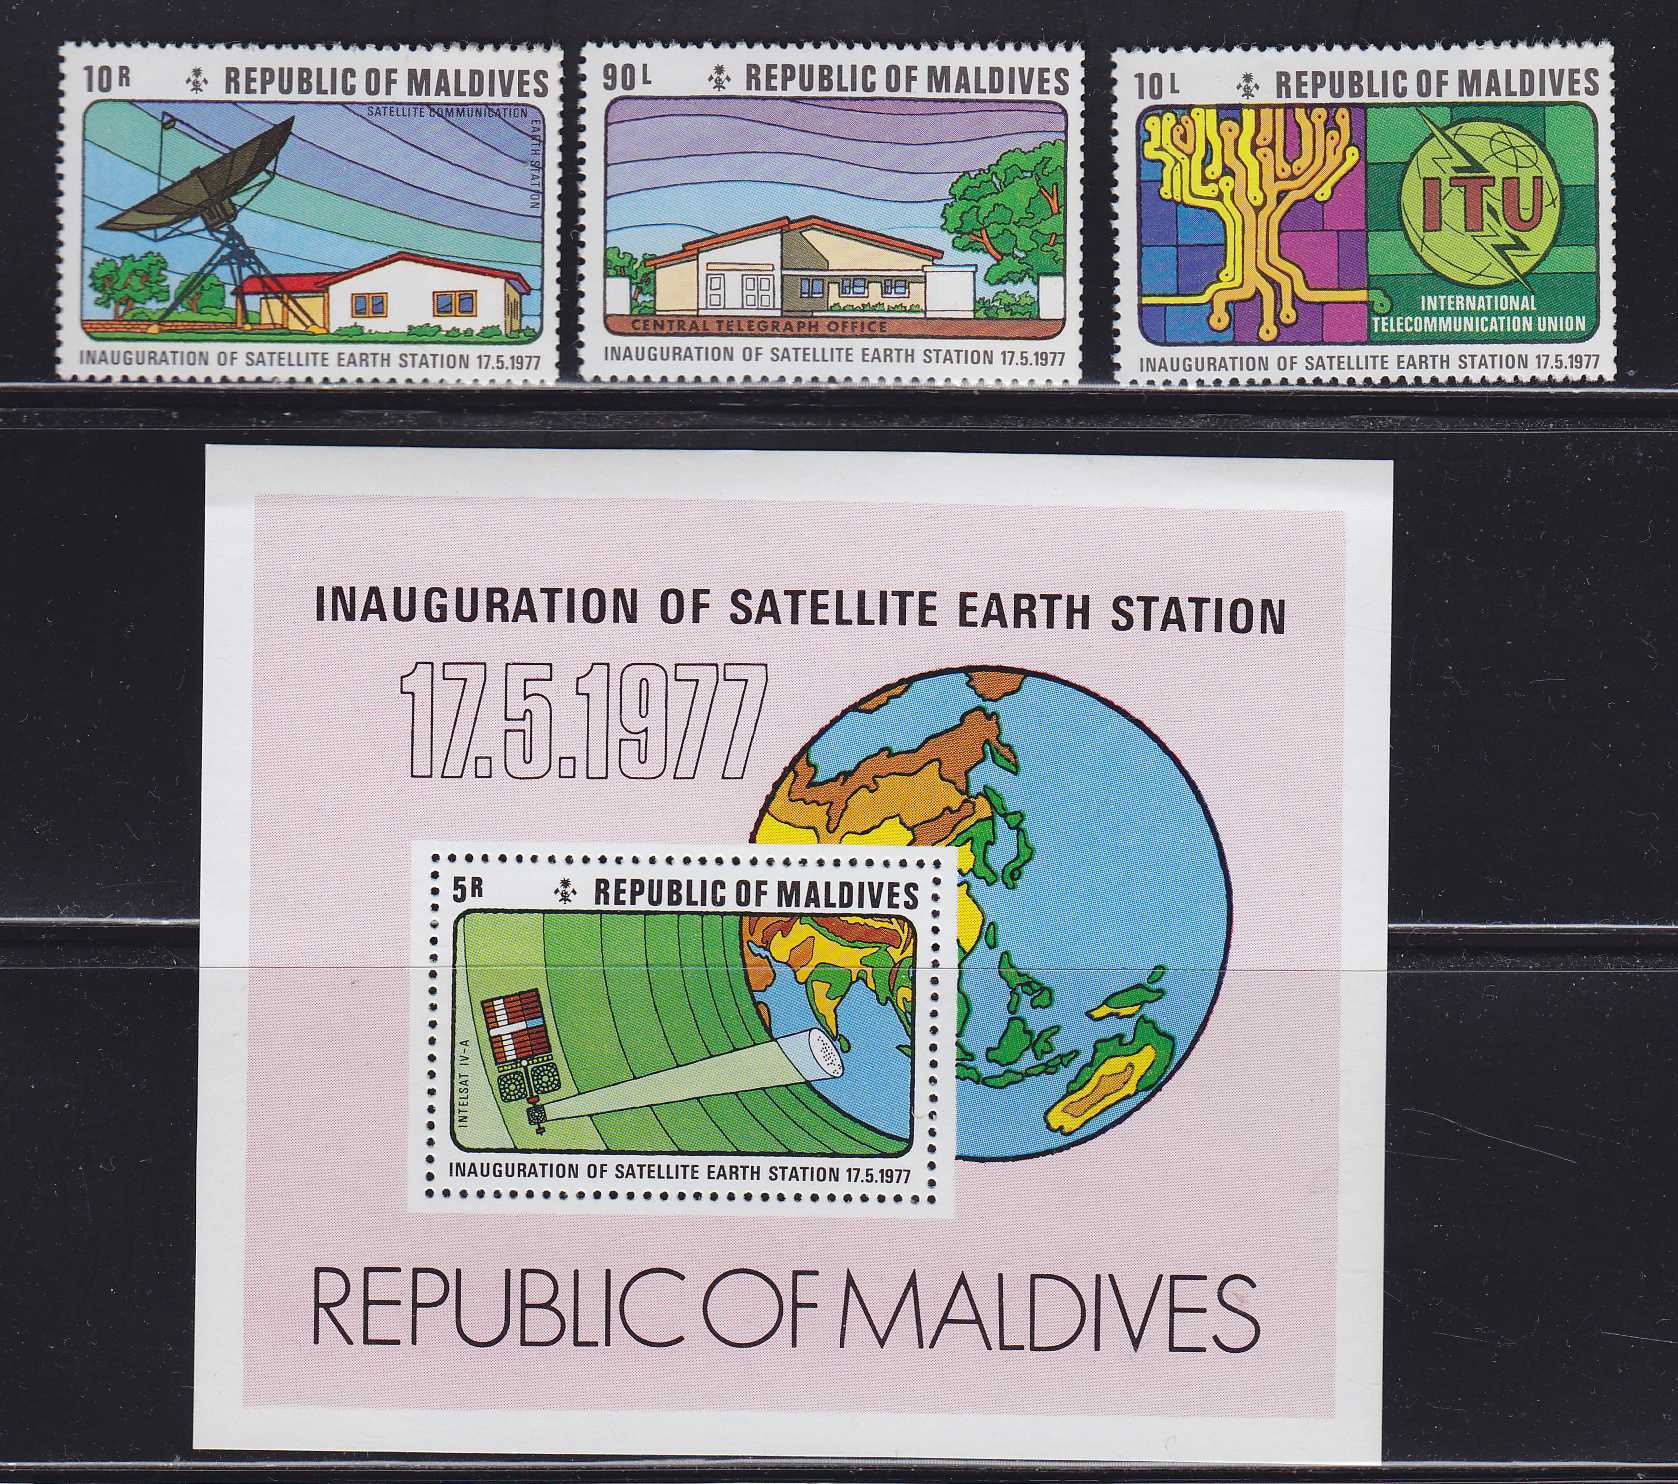 10R REPUBLIC OF MALDIVES
SATELLITE COMMUNICATION
EARTH STATION
INAUGURATION OF SATELLITE EARTH STATION 17.5.1977
90L REPUBLIC OF MALDIVES
CENTRAL TELEGRAPH OFFICE
INAUGURATION OF SATELLITE EARTH STATION 17.5.1977
10L REPUBLIC OF MALDIVES
ITU
INTERNATIONAL
TELECOMMUNICATION UNION
INAUGURATION OF SATELLITE EARTH STATION 17.5.1977
INAUGURATION OF SATELLITE EARTH STATION
17.5.1977
5R REPUBLIC OF MALDIVES
INTELSAT IV-A
INAUGURATION OF SATELLITE EARTH STATION 17.5.1977
REPUBLIC OF MALDIVES